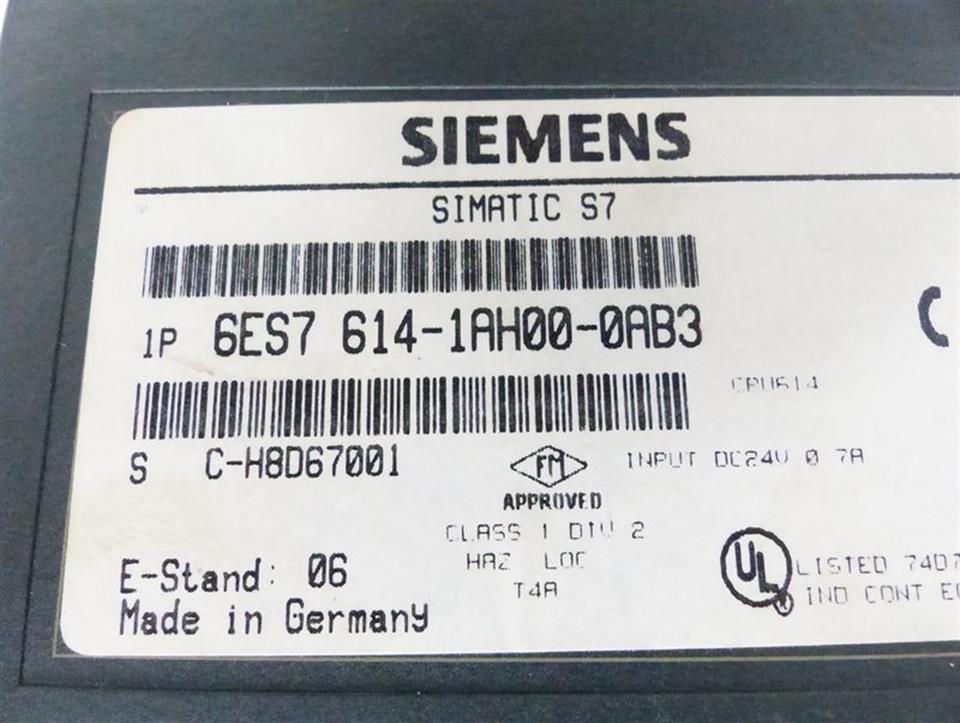 SIEMENS
SIMATIC S7
1P 6ES7 614-1AH00-0AB3
CPU614
S C-H8D67001
FM
INPUT DC24V 0 7A
APPROVED
CLASS 1 DIV 2
HAZ LOC
T4A
E-Stand: 06
Made in Germany
UL
LISTED 74D7
IND CONT